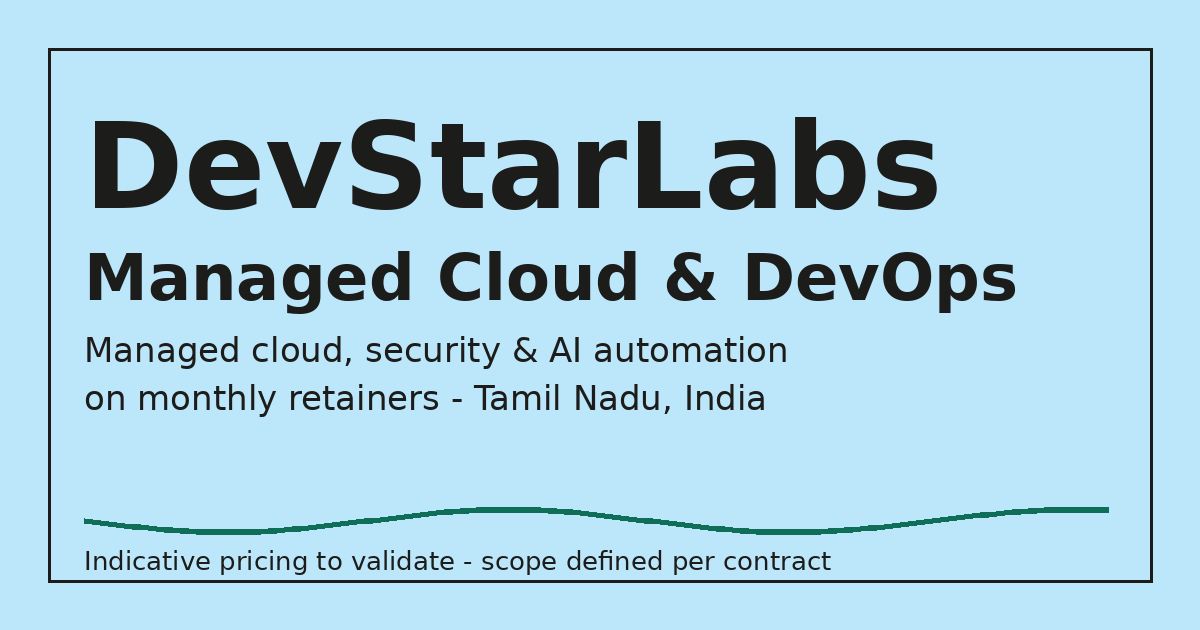 DevStarLabs
Managed Cloud & DevOps
Managed cloud, security & AI automation
on monthly retainers - Tamil Nadu, India
Indicative pricing to validate - scope defined per contract